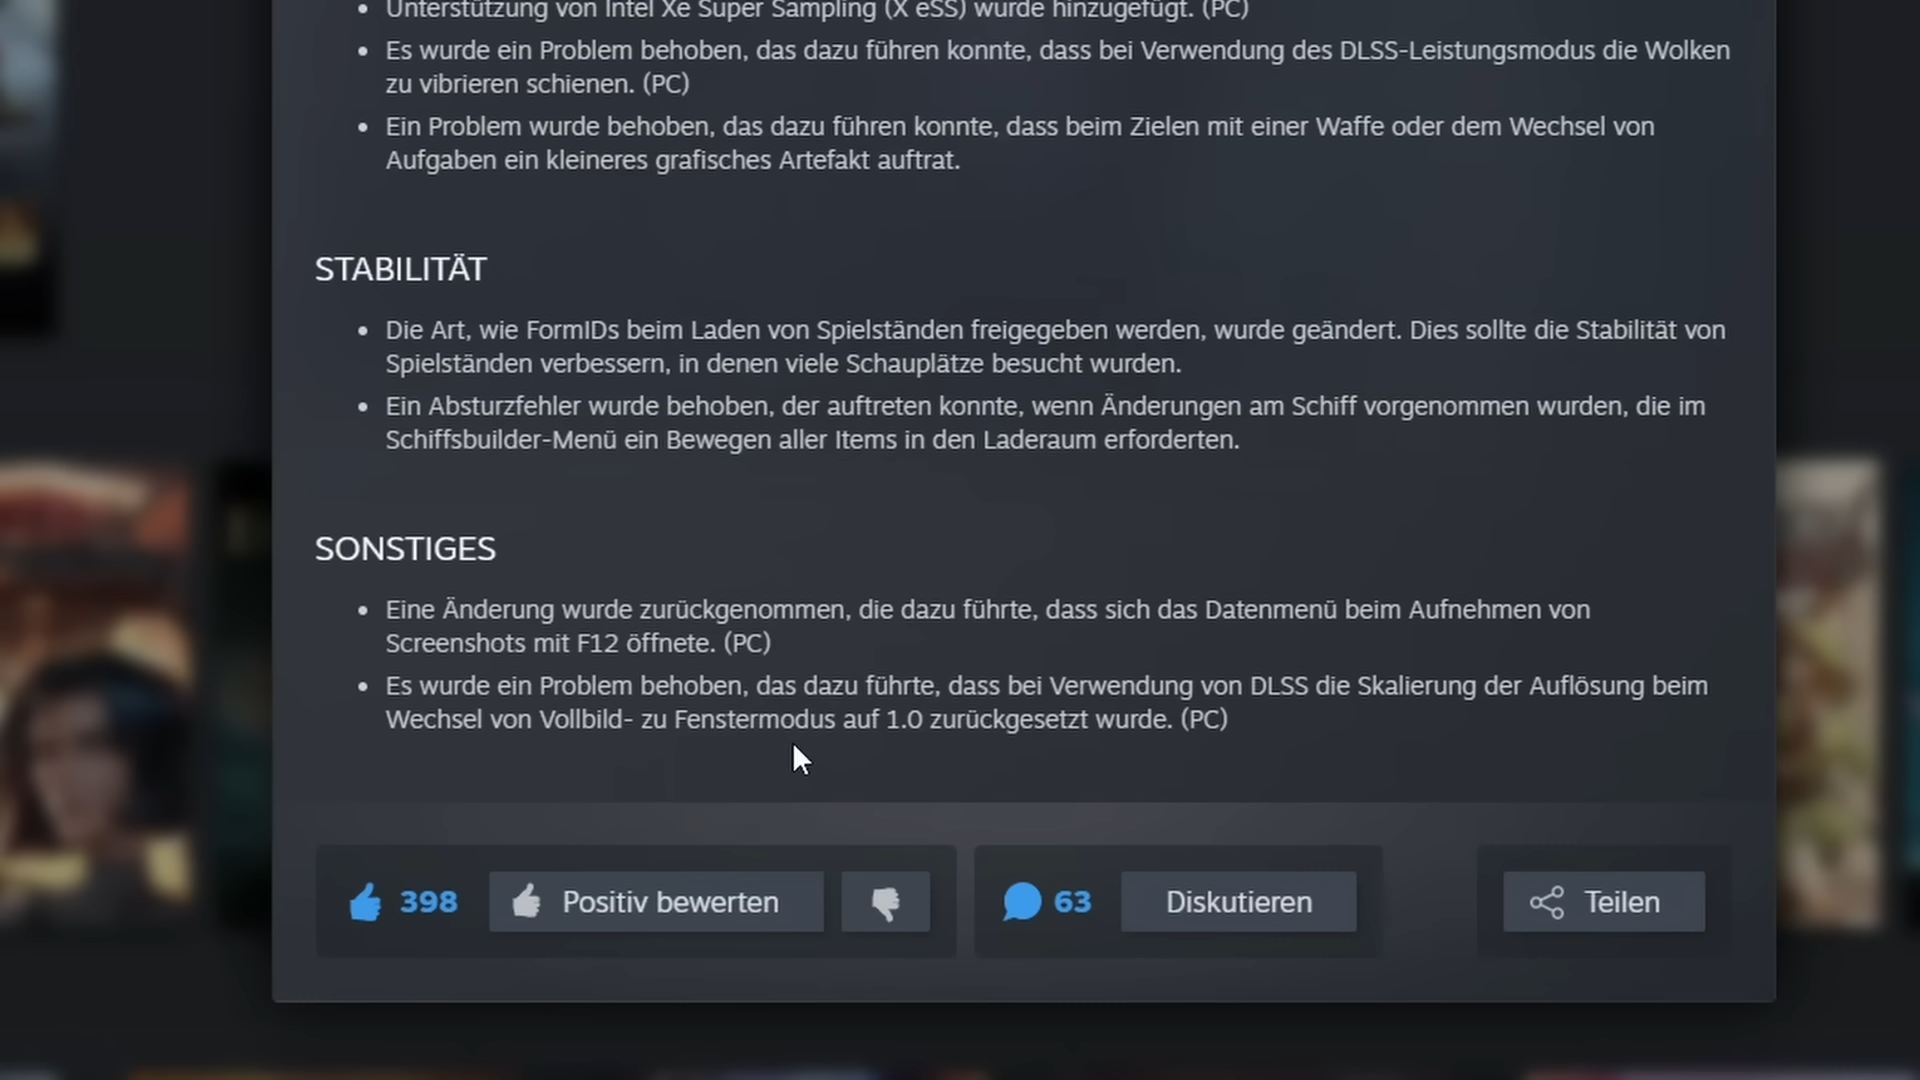 Unterstützung von Intel Xe Super Sampling (X eSS) wurde hinzugefügt. (PC)
Es wurde ein Problem behoben, das dazu führen konnte, dass bei Verwendung des DLSS-Leistungsmodus die Wolken
zu vibrieren schienen. (PC)
Ein Problem wurde behoben, das dazu führen konnte, dass beim Zielen mit einer Waffe oder dem Wechsel von
Aufgaben ein kleineres grafisches Artefakt auftrat.
STABILITÄT
Die Art, wie FormIDs beim Laden von Spielständen freigegeben werden, wurde geändert. Dies sollte die Stabilität von
Spielständen verbessern, in denen viele Schauplätze besucht wurden.
Ein Absturzfehler wurde behoben, der auftreten konnte, wenn Änderungen am Schiff vorgenommen wurden, die im
Schiffsbuilder-Menü ein Bewegen aller Items in den Laderaum erforderten.
SONSTIGES
Eine Änderung wurde zurückgenommen, die dazu führte, dass sich das Datenmenü beim Aufnehmen von
Screenshots mit F12 öffnete. (PC)
Es wurde ein Problem behoben, das dazu führte, dass bei Verwendung von DLSS die Skalierung der Auflösung beim
Wechsel von Vollbild- zu Fenstermodus auf 1.0 zurückgesetzt wurde. (PC)
398 Positiv bewerten 63 Diskutieren Teilen